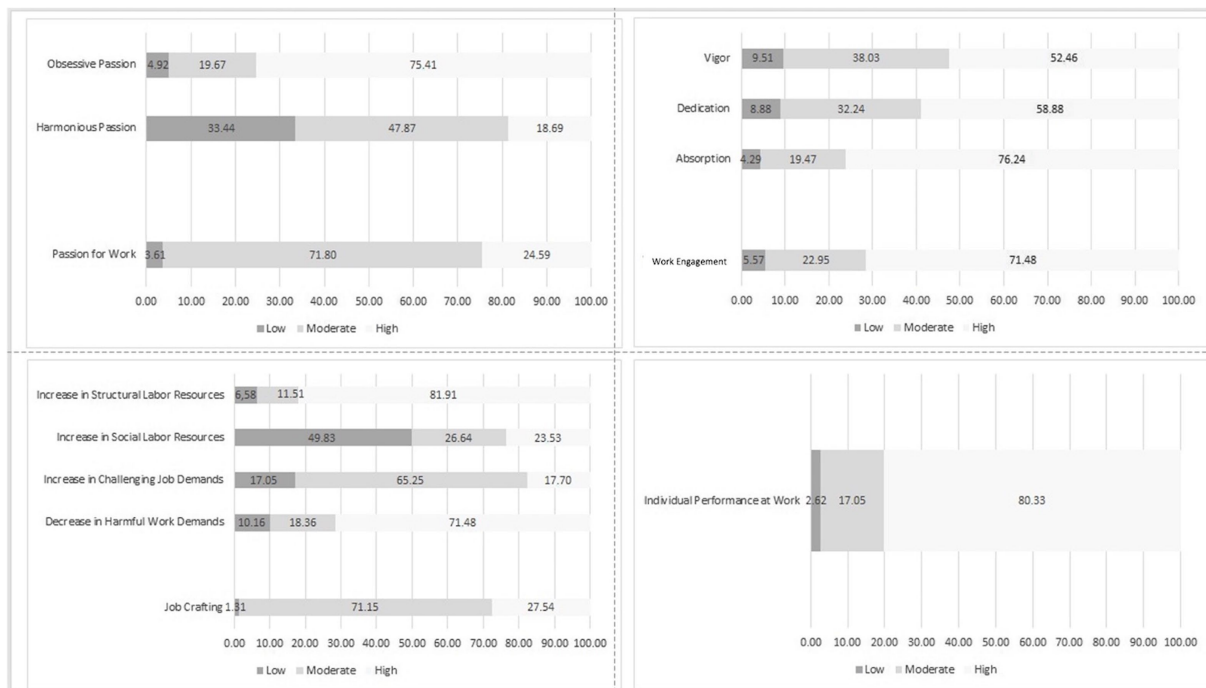 Obsessive Passion 4.92 19.67 75.41
Harmonious Passion 33.44 47.87 18.69
Passion for Work 3.61 71.80 24.59
0.00 10.00 20.00 30.00 40.00 50.00 60.00 70.00 80.00 90.00 100.00
Low Moderate High
Vigor 9.51 38.03 52.46
Dedication 8.88 32.24 58.88
Absorption 4.29 19.47 76.24
Work Engagement 5.57 22.95 71.48
0.00 10.00 20.00 30.00 40.00 50.00 60.00 70.00 80.00 90.00 100.00
Low Moderate High
Increase in Structural Labor Resources 6,58 11.51 81.91
Increase in Social Labor Resources 49.83 26.64 23.53
Increase in Challenging Job Demands 17.05 65.25 17.70
Decrease in Harmful Work Demands 10.16 18.36 71.48
Job Crafting 1.31 71.15 27.54
0.00 10.00 20.00 30.00 40.00 50.00 60.00 70.00 80.00 90.00 100.00
Low Moderate High
Individual Performance at Work 2.62 17.05 80.33
0.00 10.00 20.00 30.00 40.00 50.00 60.00 70.00 80.00 90.00 100.00
Low Moderate High